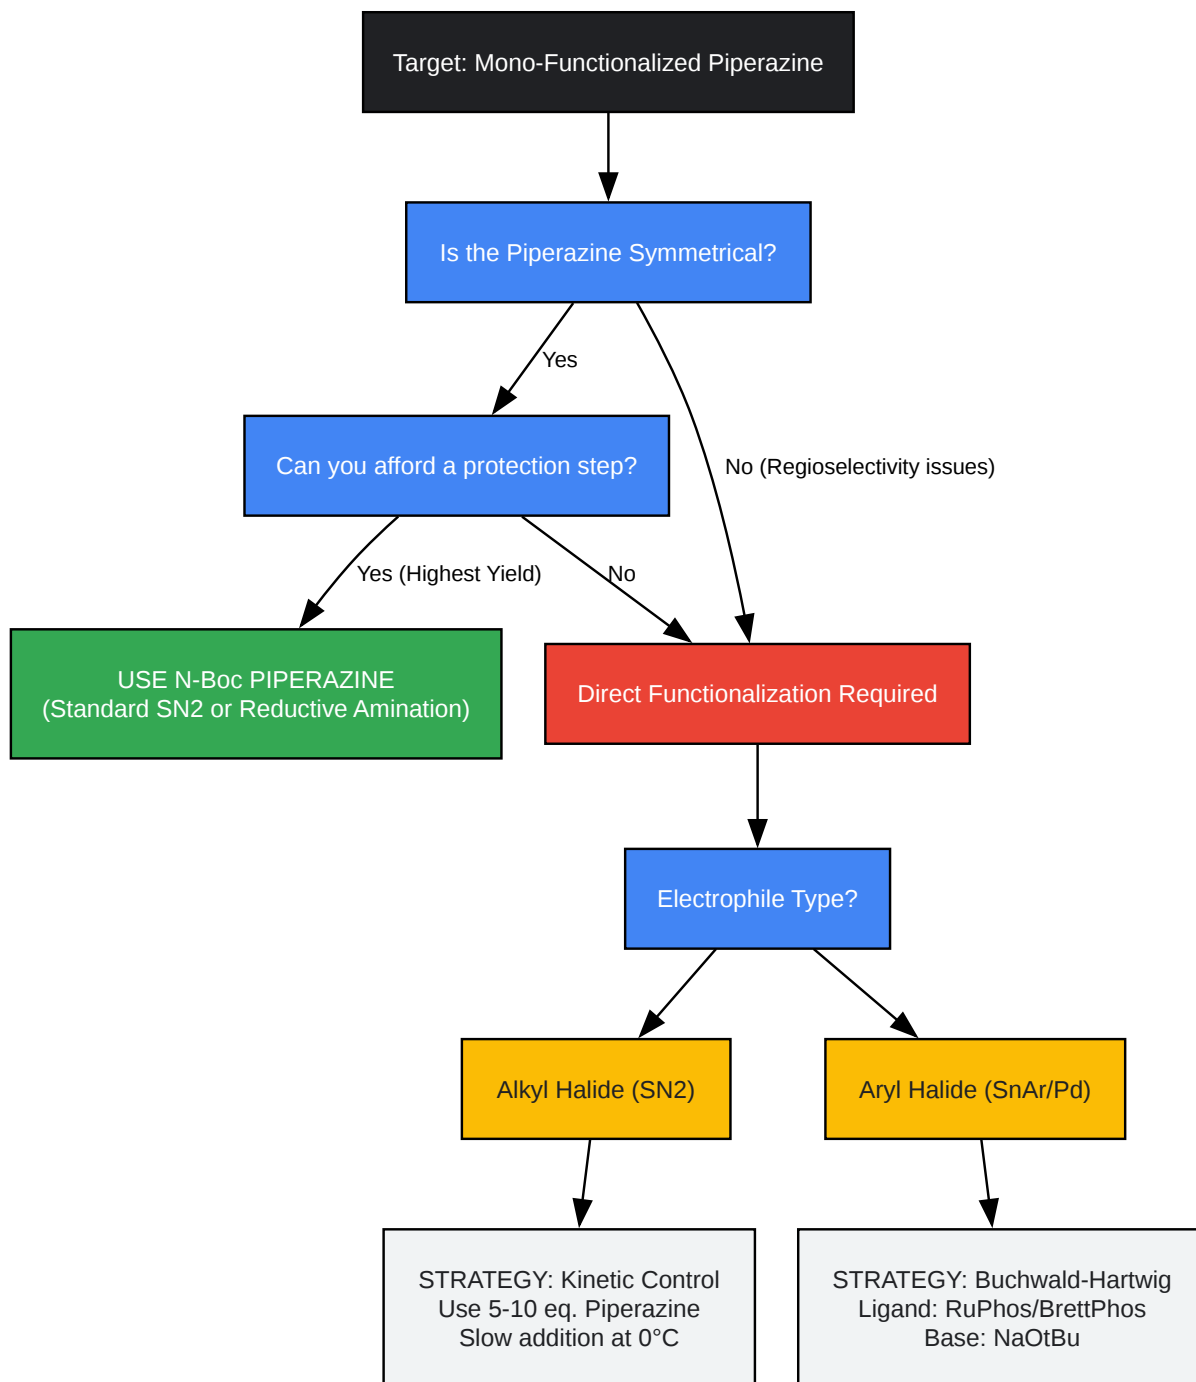 Target: Mono-Functionalized Piperazine
Is the Piperazine Symmetrical?
Yes
Can you afford a protection step?
No (Regioselectivity issues)
Yes (Highest Yield)
No
USE N-Boc PIPERAZINE
(Standard SN2 or Reductive Amination)
Direct Functionalization Required
Electrophile Type?
Alkyl Halide (SN2)
Aryl Halide (SnAr/Pd)
STRATEGY: Kinetic Control
Use 5-10 eq. Piperazine
Slow addition at 0°C
STRATEGY: Buchwald-Hartwig
Ligand: RuPhos/BrettPhos
Base: NaOtBu